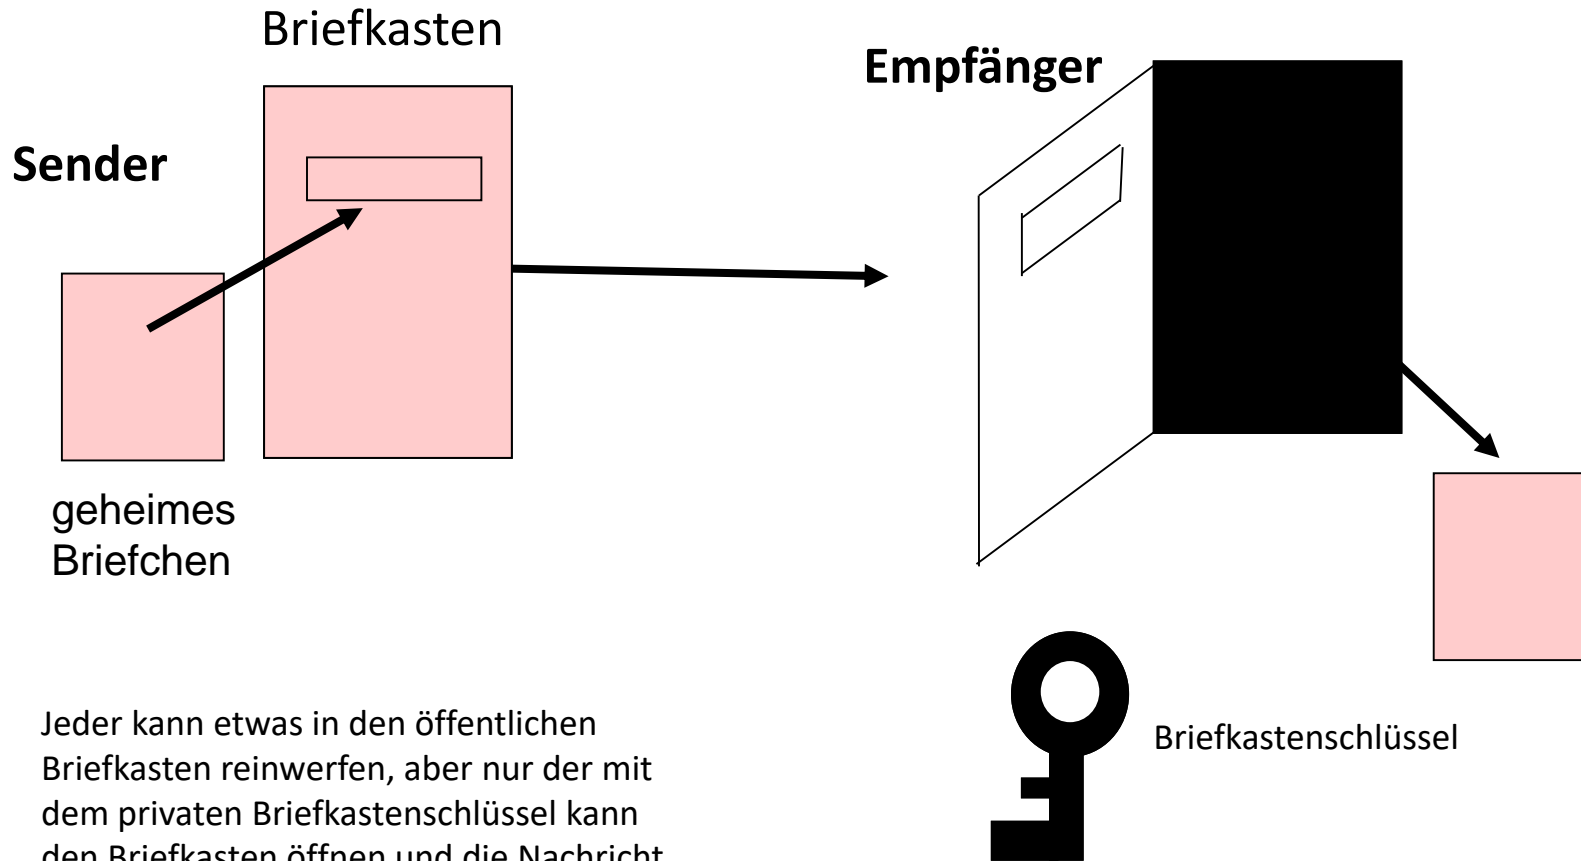 Briefkasten
Empfänger
Sender
geheimes
Briefchen
Jeder kann etwas in den öffentlichen
Briefkasten reinwerfen, aber nur der mit
dem privaten Briefkastenschlüssel kann
den Briefkasten öffnen und die Nachricht
Briefkastenschlüssel